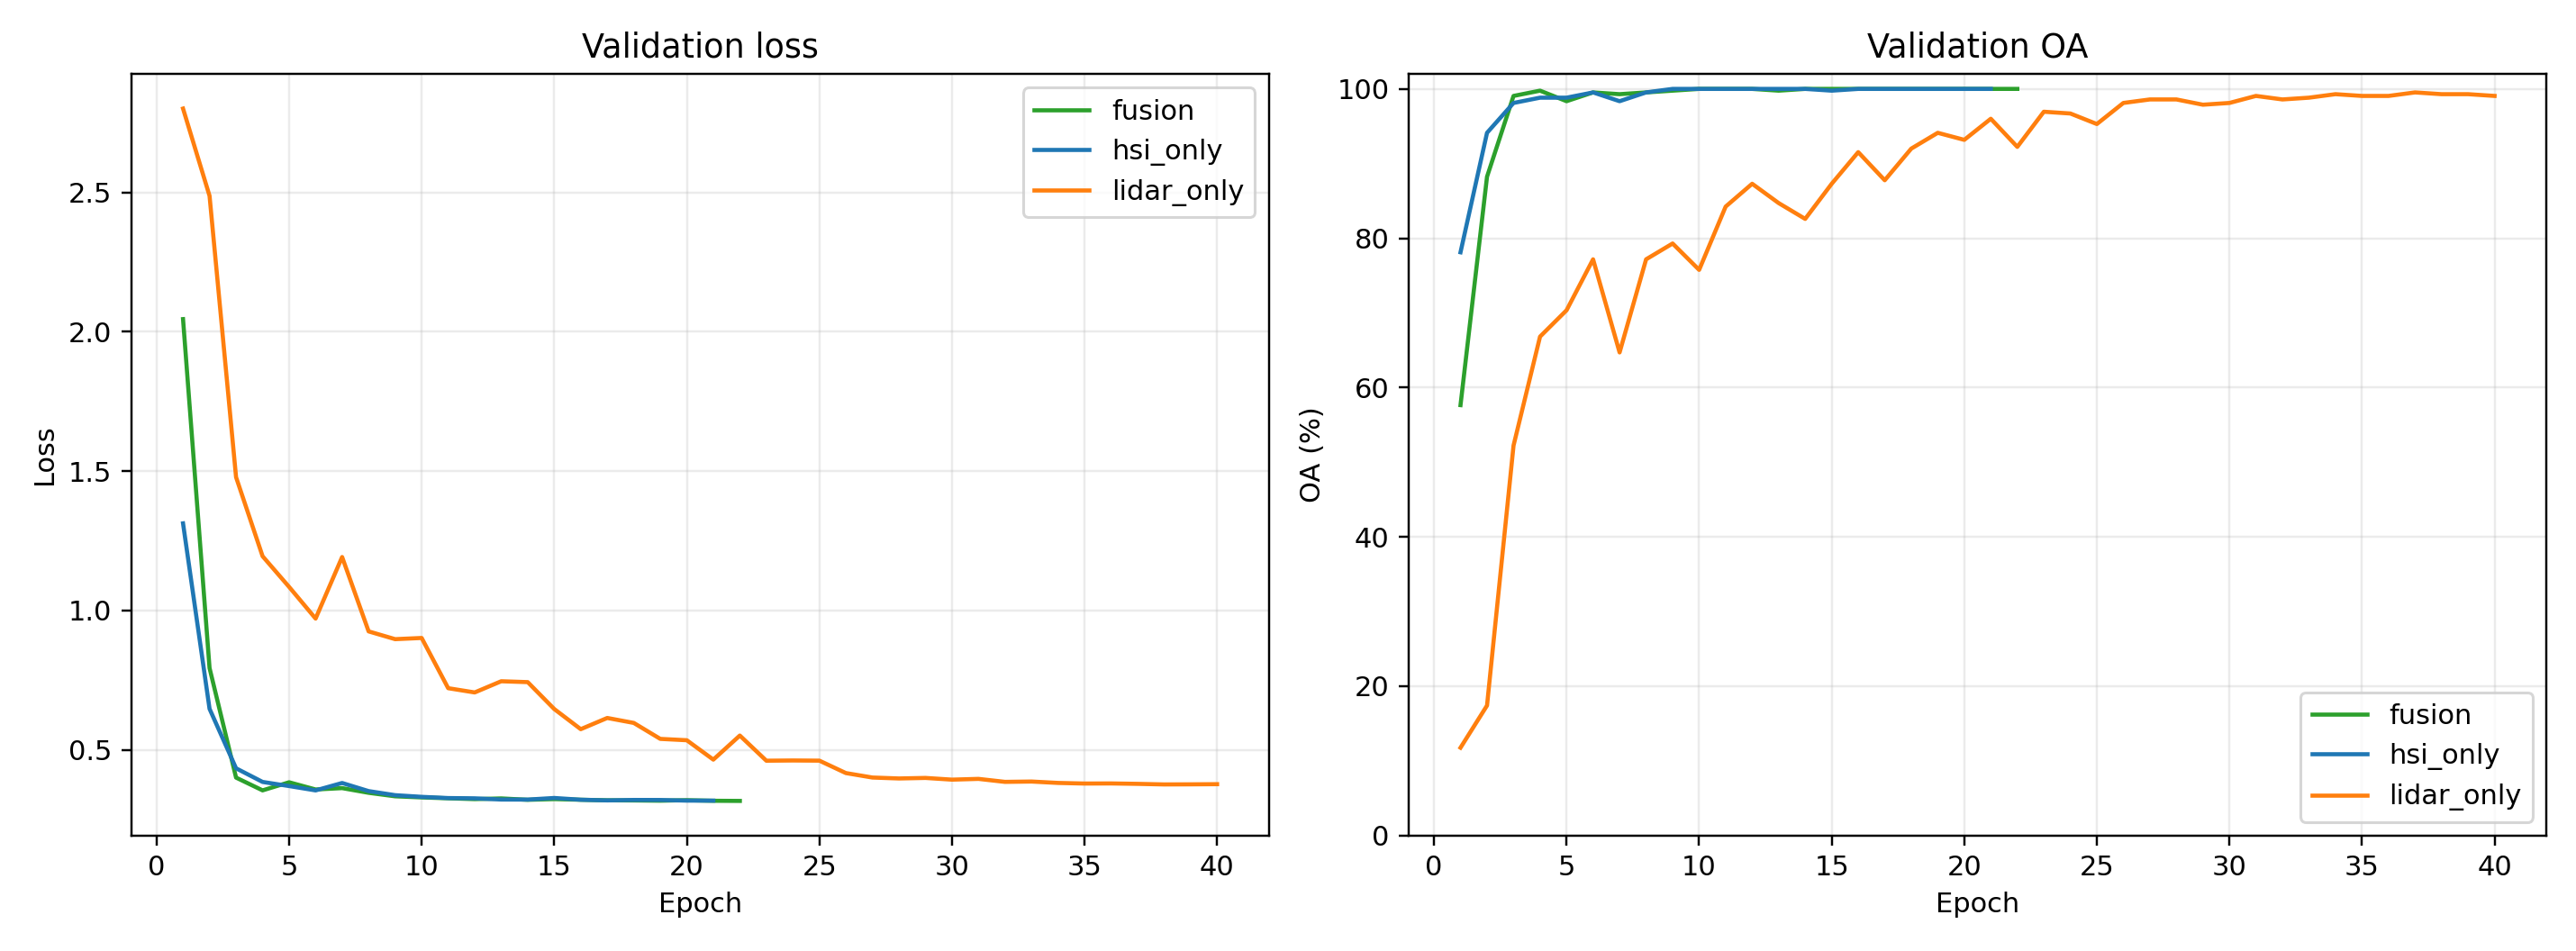 Validation loss
Loss
2.5
2.0
1.5
1.0
0.5
0 5 10 15 20 25 30 35 40
Epoch
fusion
hsi_only
lidar_only
Validation OA
OA (%)
100
80
60
40
20
0
0 5 10 15 20 25 30 35 40
Epoch
fusion
hsi_only
lidar_only